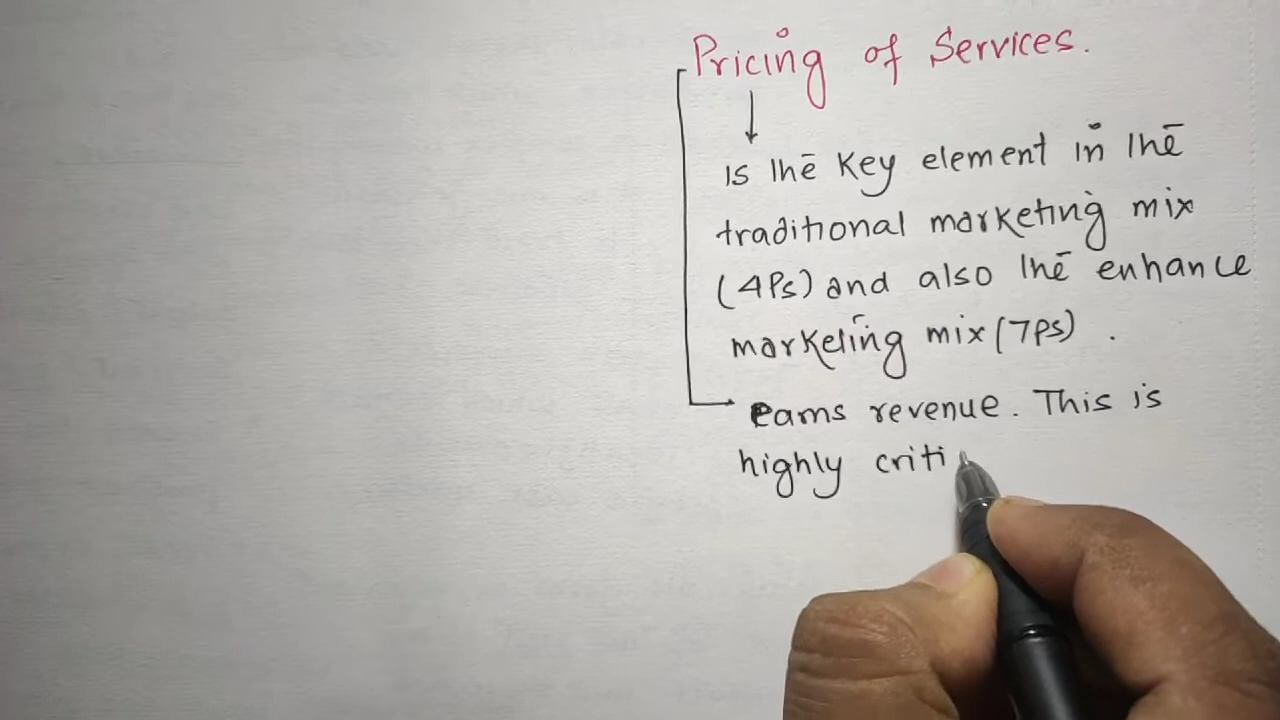 Pricing of Services.
is the key element in the
traditional marketing mix
(4Ps) and also the enhance
marketing mix (7Ps) .
earns revenue. This is
highly criti